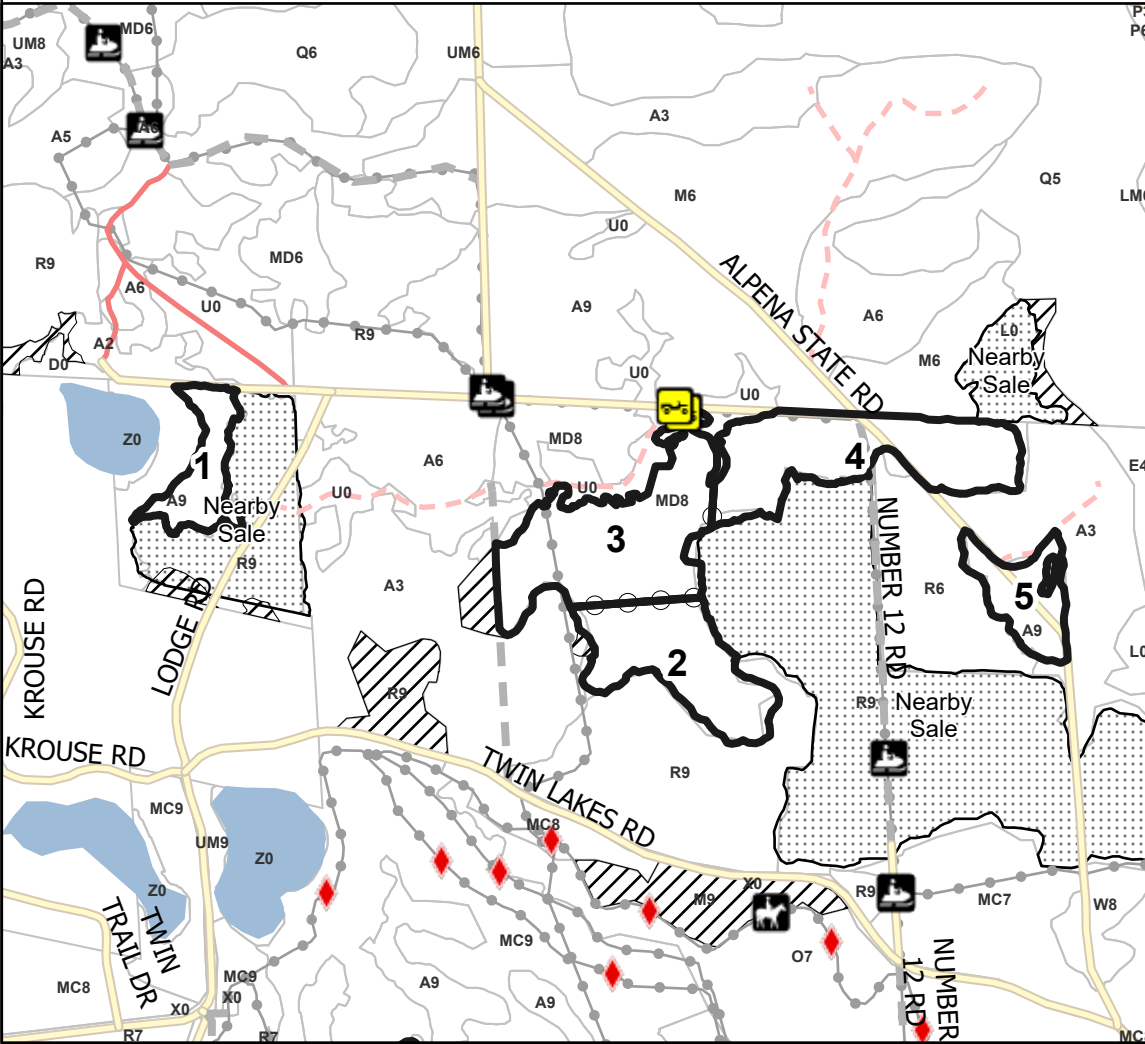 MD6
UM8
A3
Q6
UM6
P
P6
A5
A6
A3
Q5
M6
LM6
U0
R9
MD6
A6
U0
A9
ALPENA STATE RD
A6
R9
A2
D0
M6
L0
Nearby
Sale
U0
U0
Z0
MD8
A6
1
4
E4
U0
U0
A9
MD8
Nearby
Sale
3
NUMBER 12 RD
A3
R9
A3
R6
5
A9
KROUSE RD
LODGE RD
2
L0
R9
R9
Nearby
Sale
KROUSE RD
TWIN LAKES RD
R9
MC9
MC8
UM9
Z0
Z0
X0
M9
R9
MC7
W8
TWIN
TRAIL DR
MC9
O7
NUMBER
12 RD
MC8
MC9
X0
X0
A9
A9
R7
R7
MC